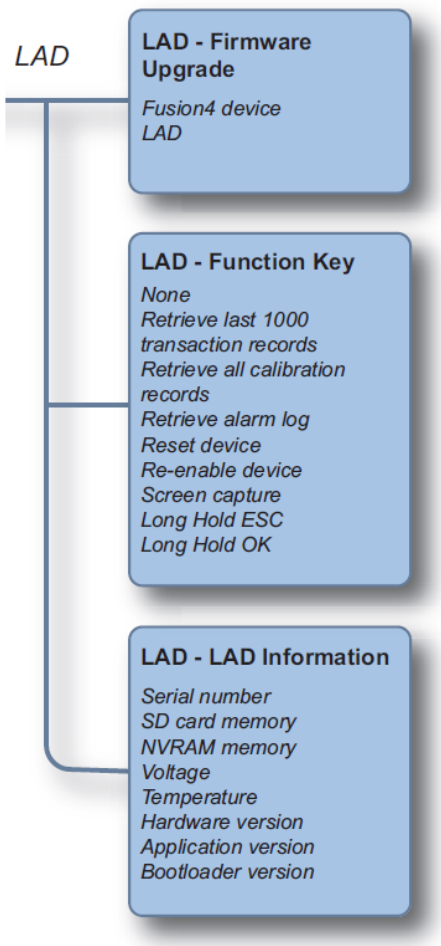 LAD
LAD - Firmware
Upgrade
Fusion4 device
LAD
LAD - Function Key
None
Retrieve last 1000
transaction records
Retrieve all calibration
records
Retrieve alarm log
Reset device
Re-enable device
Screen capture
Long Hold ESC
Long Hold OK
LAD - LAD Information
Serial number
SD card memory
NVRAM memory
Voltage
Temperature
Hardware version
Application version
Bootloader version